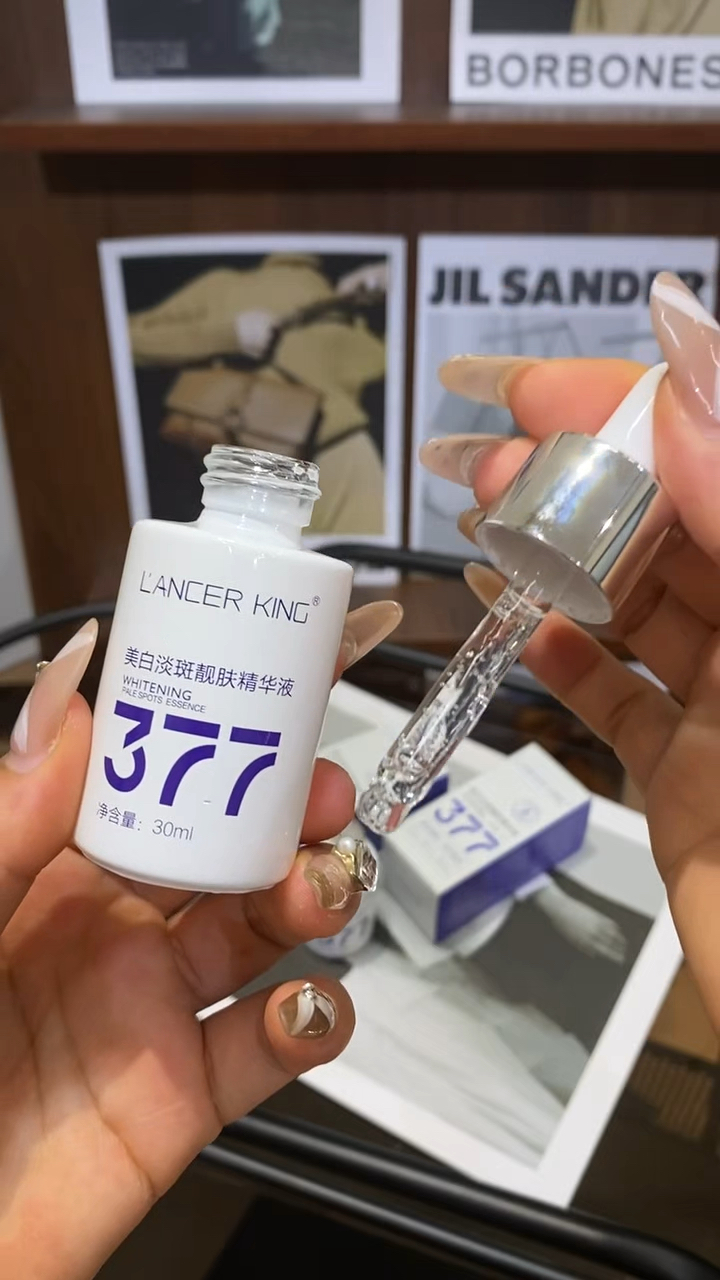 BORBONES
JIL SANDER
L'ANCER KING®
美白淡斑靓肤精华液
WHITENING
PALE SPOTS ESSENCE
377
净含量：30ml
377
377